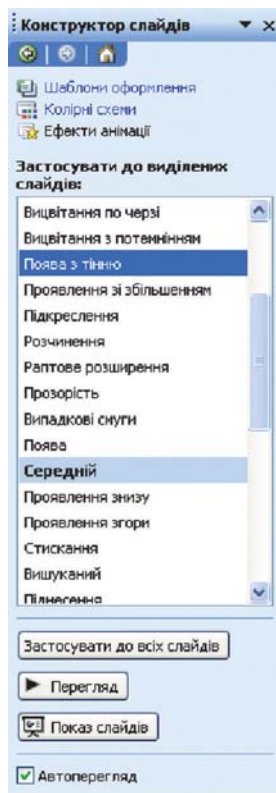 Конструктор слайдів
Шаблони оформлення
Колірні схеми
Ефекти анімації
Застосувати до виділених
слайдів:
Вицвітання по черзі
Вицвітання з потемнінням
Поява з тінню
Проявлення зі збільшенням
Підкреслення
Розчинення
Раптове розширення
Прозорість
Випадкові смуги
Поява
Середній
Проявлення знизу
Проявлення згори
Стискання
Вишуканий
Піднесення
Застосувати до всіх слайдів
Перегляд
Показ слайдів
Автоперегляд